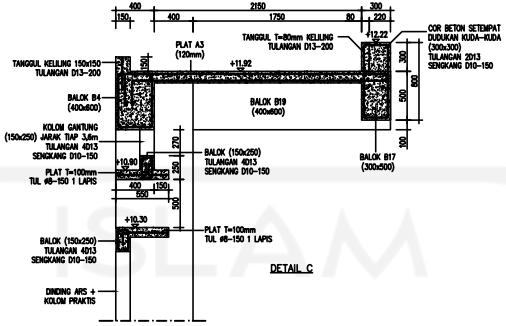 400
2150
300
150
400
1750
80
220
PLAT A3
(120mm)
TANGGUL T=80mm KELILING
TULANGAN D13-200
COR BETON SETEMPAT
DUDUKAN KUDA-KUDA
(300x300)
TULANGAN 2D13
SENGKANG D10-150
+12.22
TANGGUL KELILING 150x150
TULANGAN D13-200
150
+11.92
300
500
800
100
BALOK B4
(400x600)
BALOK B19
(400x600)
KOLOM GANTUNG
(150x250) JARAK TIAP 3,6m
TULANGAN 4D13
SENGKANG D10-150
270
250
500
BALOK (150x250)
TULANGAN 4D13
SENGKANG D10-150
BALOK B17
(300x500)
+10.90
PLAT T=100mm
TUL ø8-150 1 LAPIS
400
150
550
+10.30
PLAT T=100mm
TUL ø8-150 1 LAPIS
BALOK (150x250)
TULANGAN 4D13
SENGKANG D10-150
DETAIL C
DINDING ARS +
KOLOM PRAKTIS
ISLAM